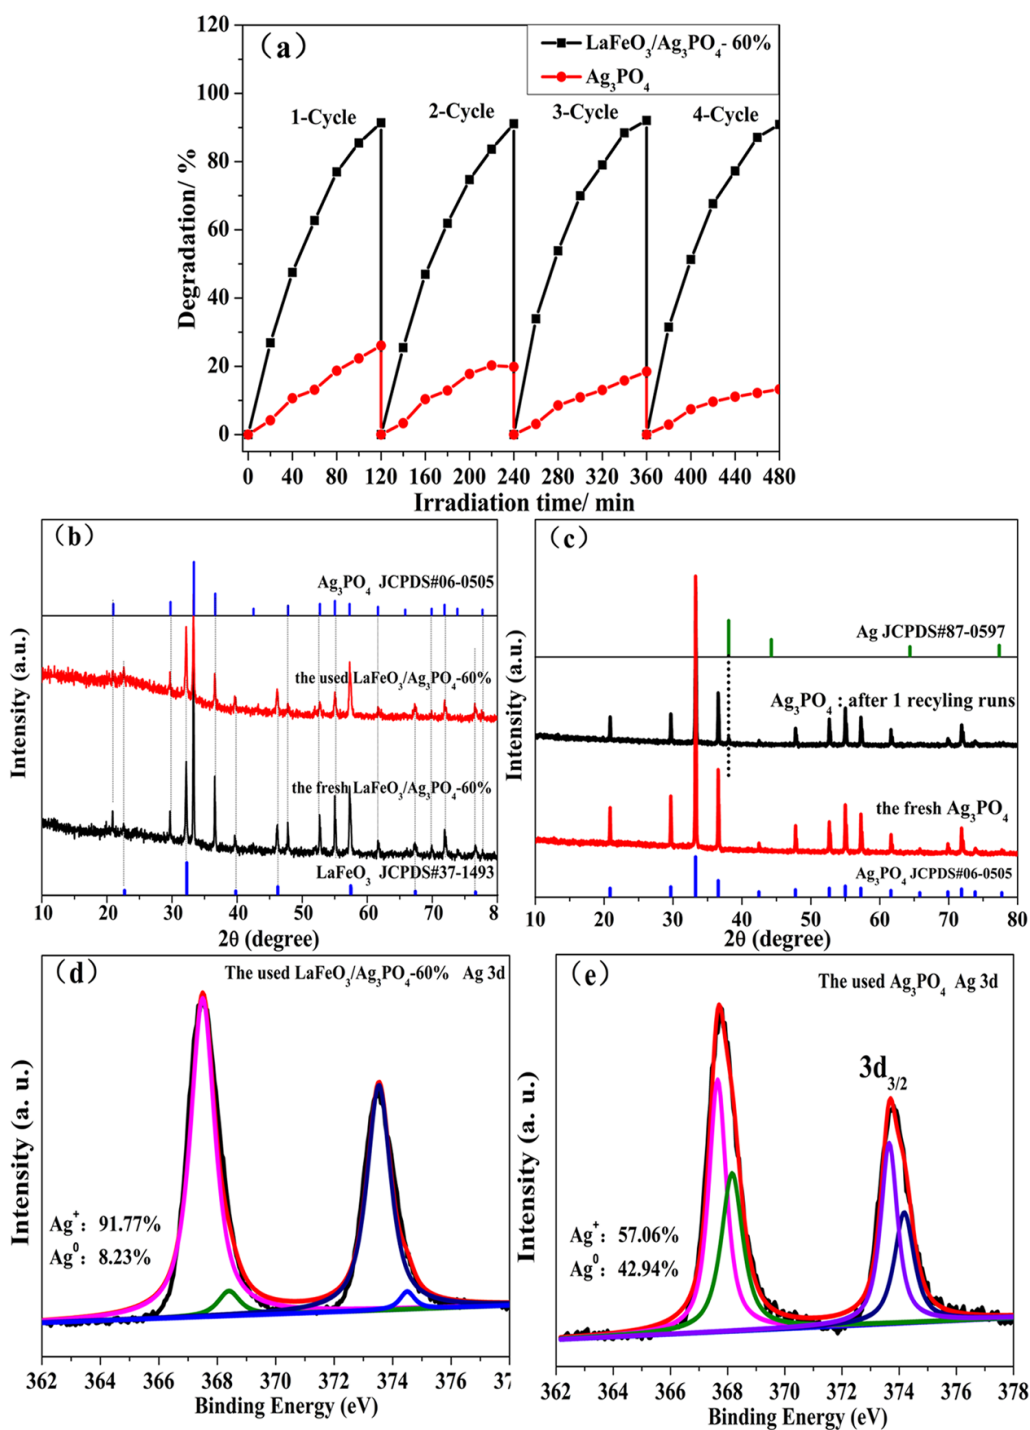 (a)
LaFeO3/Ag3PO4- 60%
Ag3PO4
1-Cycle 2-Cycle 3-Cycle 4-Cycle
120
100
80
60
40
20
0
Degradation/ %
0 40 80 120 160 200 240 280 320 360 400 440 480
Irradiation time/ min
(b)
Ag3PO4 JCPDS#06-0505
the used LaFeO3/Ag3PO4-60%
the fresh LaFeO3/Ag3PO4-60%
LaFeO3 JCPDS#37-1493
Intensity (a.u.)
10 20 30 40 50 60 70 80
2θ (degree)
(c)
Ag JCPDS#87-0597
Ag3PO4 : after 1 recyling runs
the fresh Ag3PO4
Ag3PO4 JCPDS#06-0505
Intensity (a.u.)
10 20 30 40 50 60 70 80
2θ (degree)
(d)
The used LaFeO3/Ag3PO4-60% Ag 3d
Ag+: 91.77%
Ag0: 8.23%
Intensity (a. u.)
362 364 366 368 370 372 374 376 37
Binding Energy (eV)
(e)
The used Ag3PO4 Ag 3d
3d3/2
Ag+: 57.06%
Ag0: 42.94%
Intensity (a. u.)
362 364 366 368 370 372 374 376 378
Binding Energy (eV)